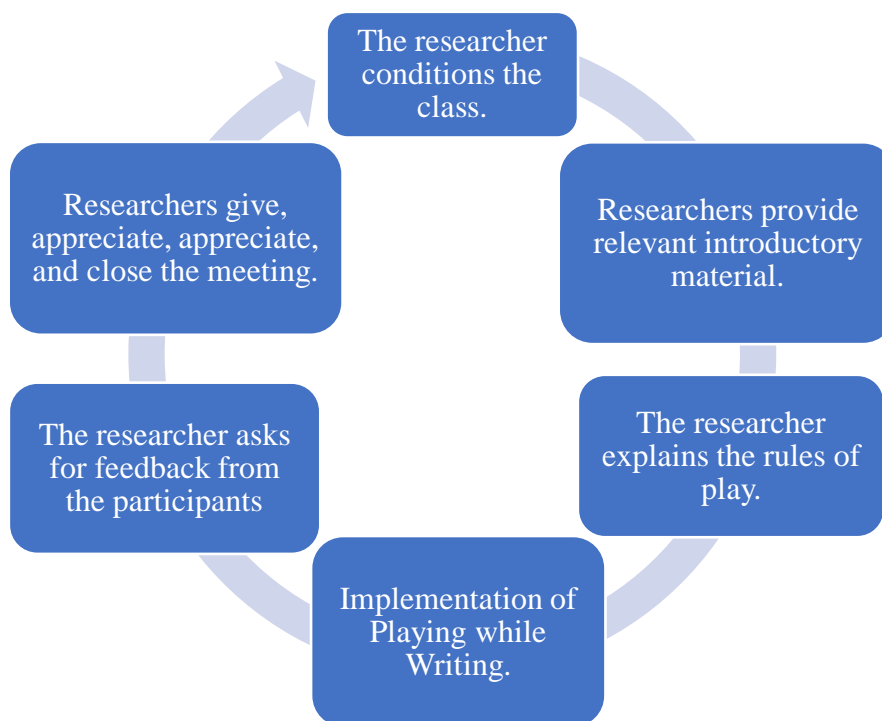 The researcher
conditions the
class.
Researchers provide
relevant introductory
material.
The researcher
explains the rules of
play.
Implementation of
Playing while
Writing.
The researcher asks
for feedback from
the participants
Researchers give,
appreciate, appreciate,
and close the meeting.